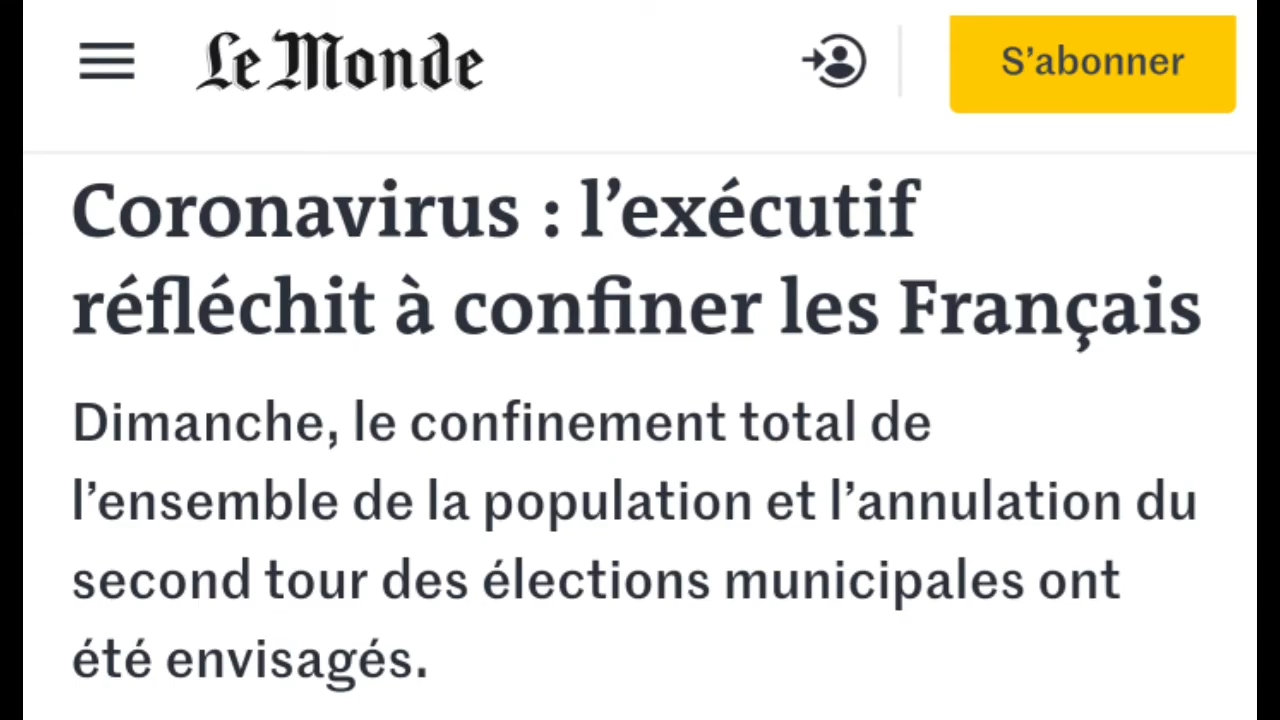 Le Monde
S’abonner
Coronavirus : l’exécutif
réfléchit à confiner les Français
Dimanche, le confinement total de
l’ensemble de la population et l’annulation du
second tour des élections municipales ont
été envisagés.